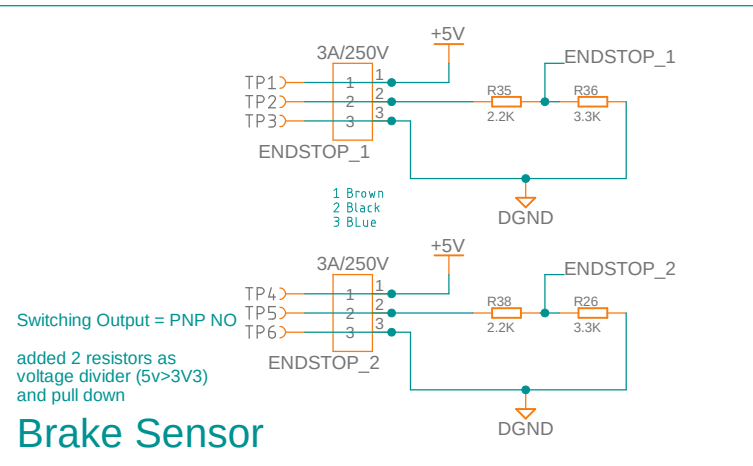 +5V
3A/250V
ENDSTOP_1
TP1
1
1
TP2
2
2
R35
R36
TP3
3
3
2.2K
3.3K
ENDSTOP_1
1 Brown
2 Black
3 BLue
DGND
+5V
3A/250V
ENDSTOP_2
TP4
1
1
TP5
2
2
R38
R26
TP6
3
3
2.2K
3.3K
ENDSTOP_2
Switching Output = PNP NO
added 2 resistors as
voltage divider (5v>3V3)
and pull down
DGND
Brake Sensor